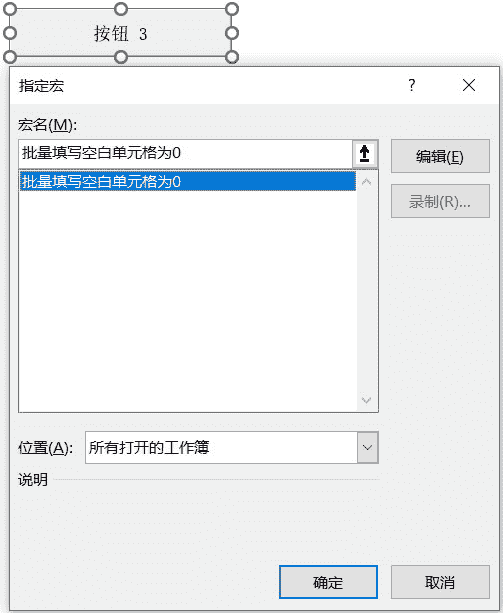 按钮 3
指定宏 ?
宏名(M):
批量填写空白单元格为0
编辑(E)
批量填写空白单元格为0
录制(R)...
位置(A): 所有打开的工作簿
说明
确定 取消